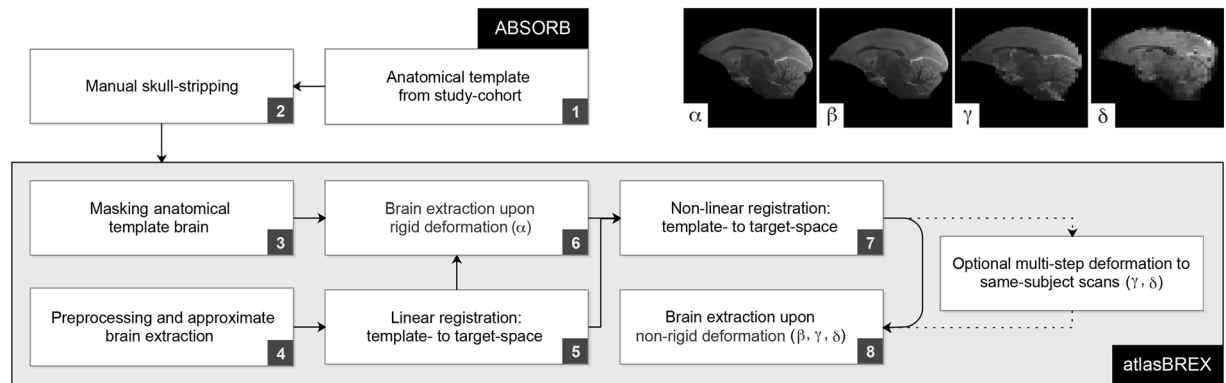 ABSORB
Manual skull-stripping
2
Anatomical template
from study-cohort
1
α
β
γ
δ
Masking anatomical
template brain
3
Brain extraction upon
rigid deformation (α)
6
Non-linear registration:
template- to target-space
7
Optional multi-step deformation to
same-subject scans (γ, δ)
Preprocessing and approximate
brain extraction
4
Linear registration:
template- to target-space
5
Brain extraction upon
non-rigid deformation (β, γ, δ)
8
atlasBREX